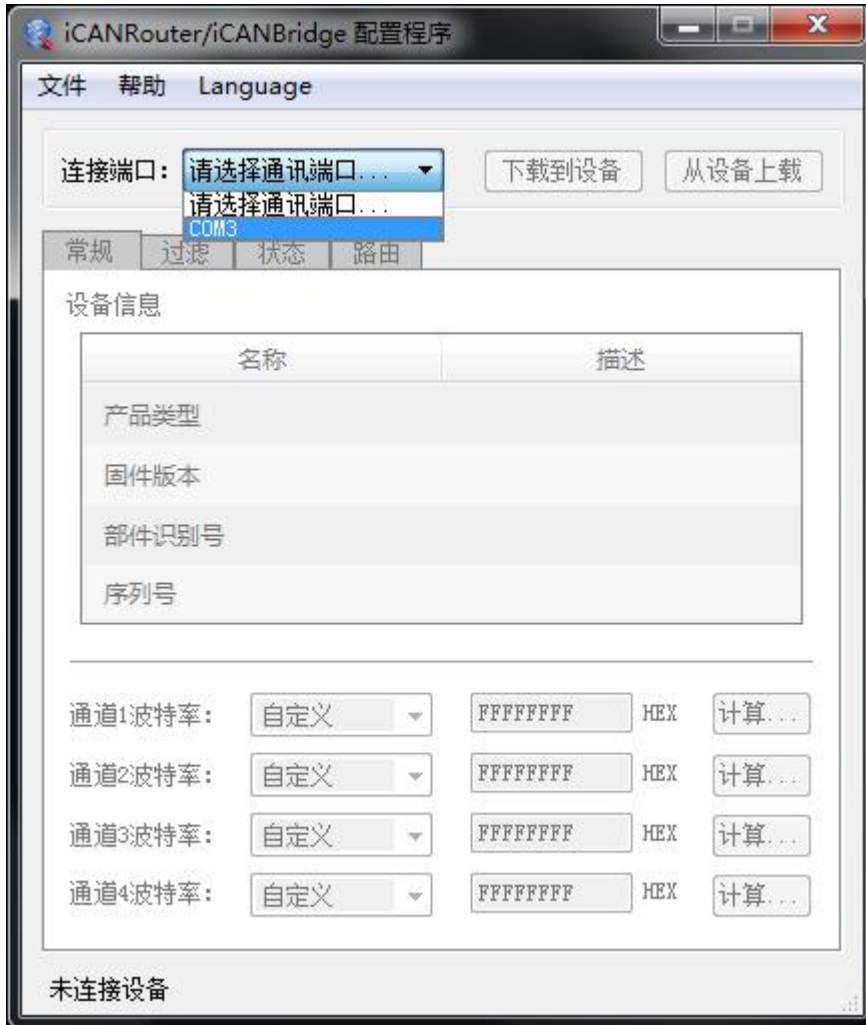 iCANRouter/iCANBridge 配置程序
文件 帮助 Language
连接端口: 请选择通讯端口... 下载到设备 从设备上载
请选择通讯端口...
COM3
常规 过滤 状态 路由
设备信息
名称 描述
产品类型
固件版本
部件识别号
序列号
通道1波特率: 自定义 FFFFFFFF HEX 计算...
通道2波特率: 自定义 FFFFFFFF HEX 计算...
通道3波特率: 自定义 FFFFFFFF HEX 计算...
通道4波特率: 自定义 FFFFFFFF HEX 计算...
未连接设备